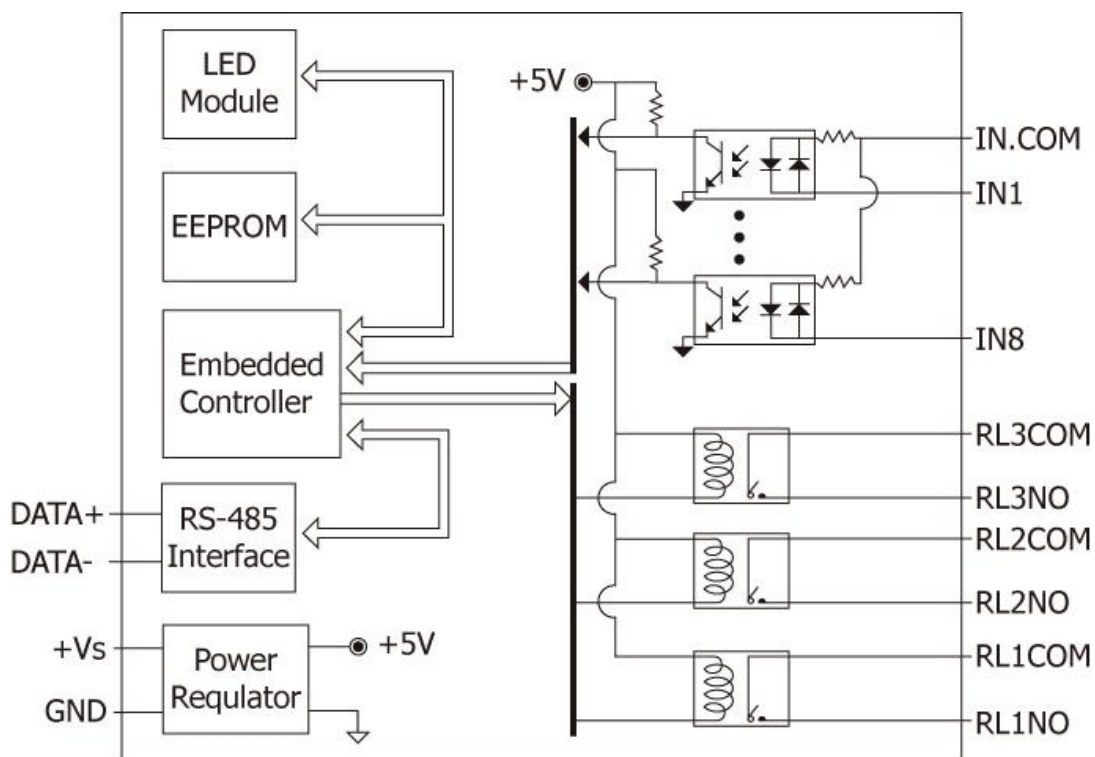 LED
Module
EEPROM
Embedded
Controller
DATA+
DATA-
RS-485
Interface
+Vs
GND
Power
Requlator
+5V
+5V
IN.COM
IN1
IN8
RL3COM
RL3NO
RL2COM
RL2NO
RL1COM
RL1NO